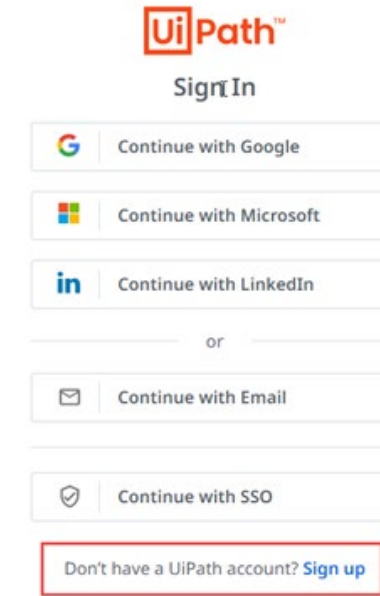 UiPath™
Sign In
Continue with Google
Continue with Microsoft
in Continue with LinkedIn
or
Continue with Email
Continue with SSO
Don't have a UiPath account? Sign up